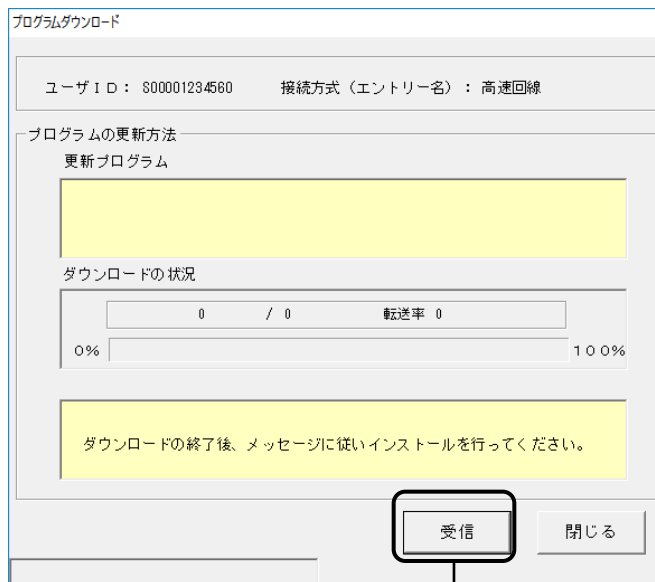 プログラムダウンロード
ユーザID： S00001234560 接続方式（エントリー名）： 高速回線
プログラムの更新方法
更新プログラム
ダウンロードの状況
0 / 0 転送率 0
0% 100%
ダウンロードの終了後、メッセージに従いインストールを行ってください。
受信 閉じる